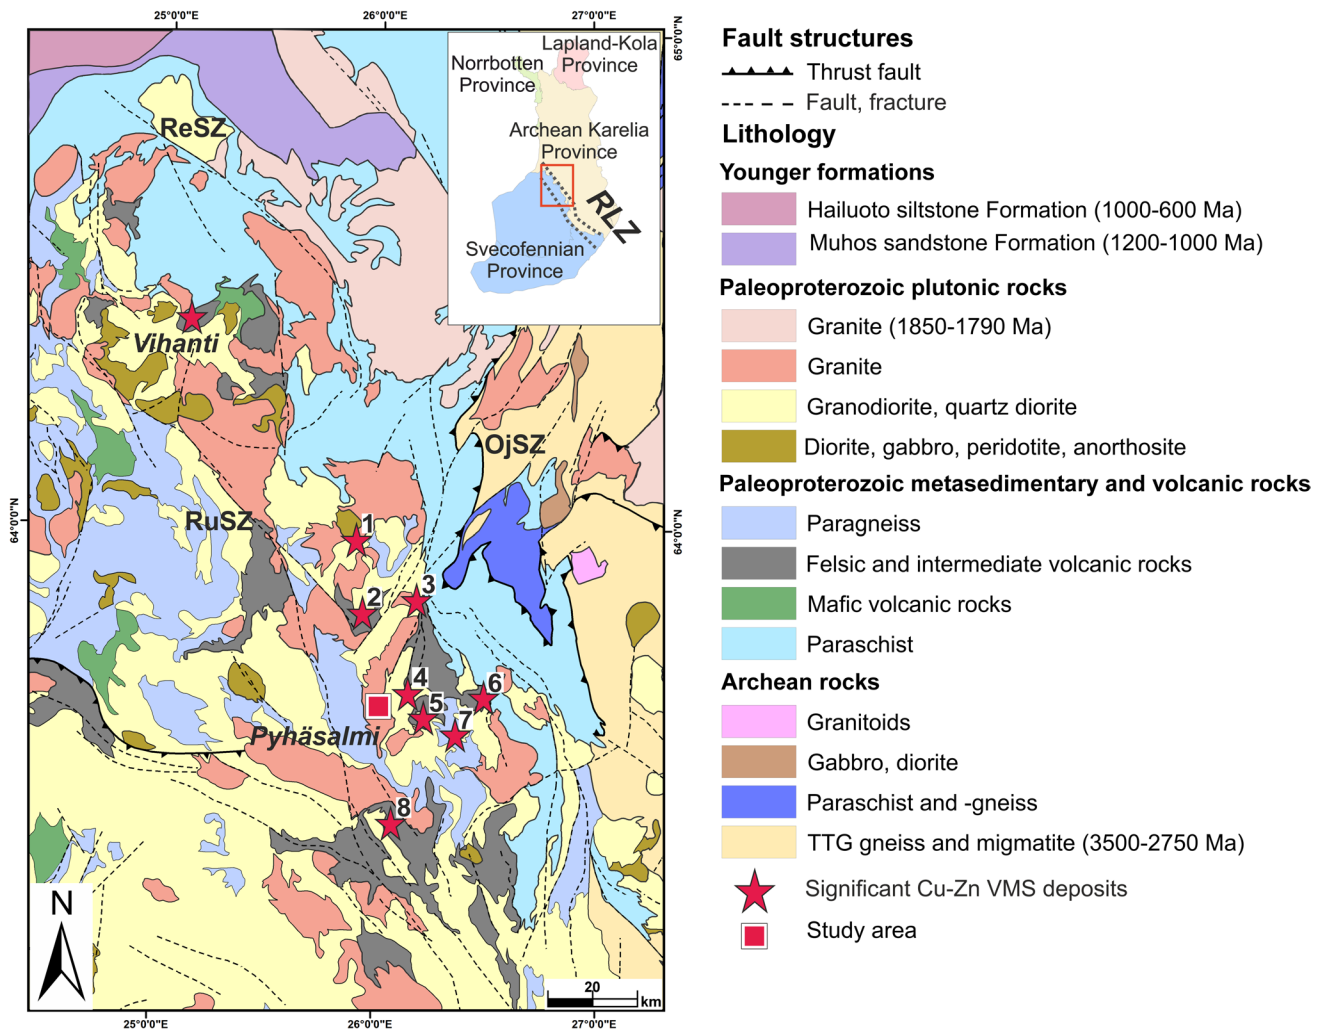 25°0'0"E
26°0'0"E
27°0'0"E
65°0'0"N
Lapland-Kola
Province
Norrbotten
Province
Archean Karelia
Province
RLZ
Svecofennian
Province
ReSZ
Vihanti
OjSZ
RuSZ
64°0'0"N
64°0'0"N
1
2
3
4
5
6
7
Pyhäsalmi
8
N
20
km
25°0'0"E
26°0'0"E
27°0'0"E
Fault structures
Thrust fault
Fault, fracture
Lithology
Younger formations
Hailuoto siltstone Formation (1000-600 Ma)
Muhos sandstone Formation (1200-1000 Ma)
Paleoproterozoic plutonic rocks
Granite (1850-1790 Ma)
Granite
Granodiorite, quartz diorite
Diorite, gabbro, peridotite, anorthosite
Paleoproterozoic metasedimentary and volcanic rocks
Paragneiss
Felsic and intermediate volcanic rocks
Mafic volcanic rocks
Paraschist
Archean rocks
Granitoids
Gabbro, diorite
Paraschist and -gneiss
TTG gneiss and migmatite (3500-2750 Ma)
Significant Cu-Zn VMS deposits
Study area